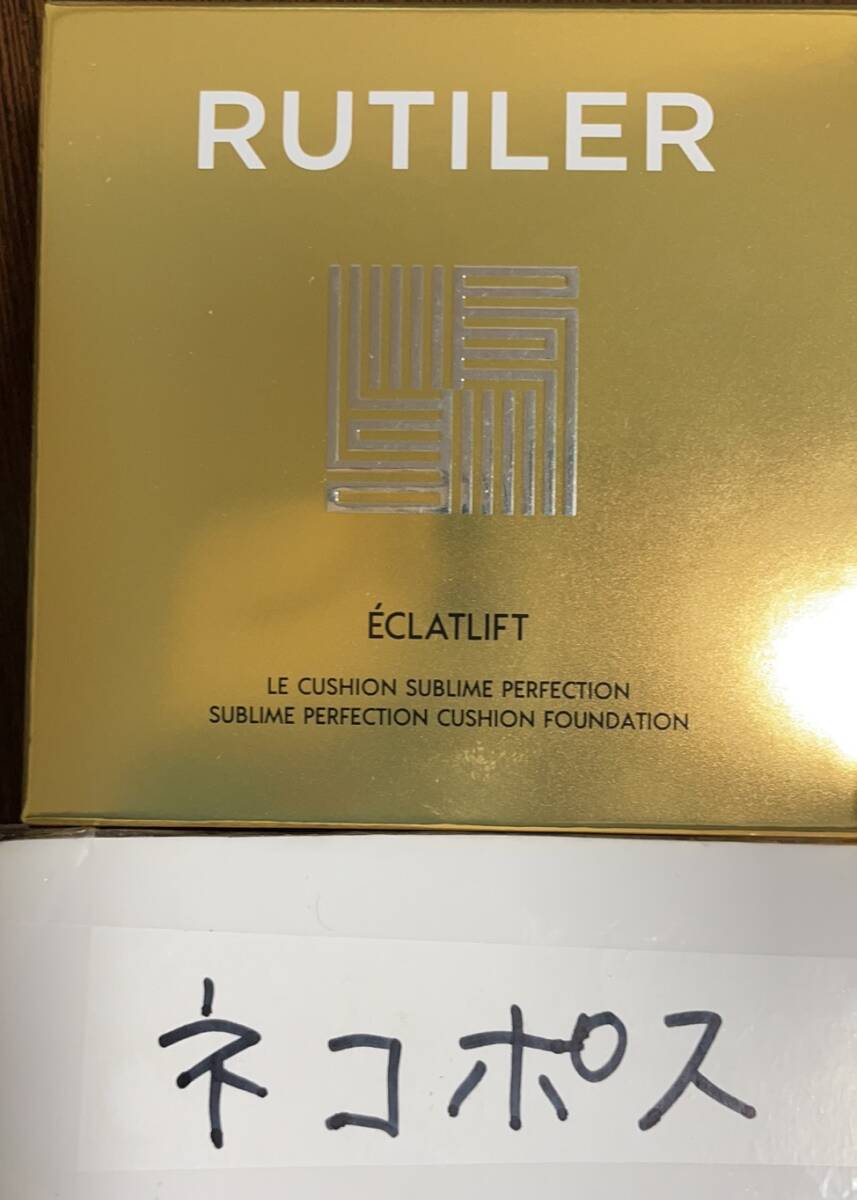 RUTILER
ÉCLATLIFT
LE CUSHION SUBLIME PERFECTION
SUBLIME PERFECTION CUSHION FOUNDATION
ネコポス